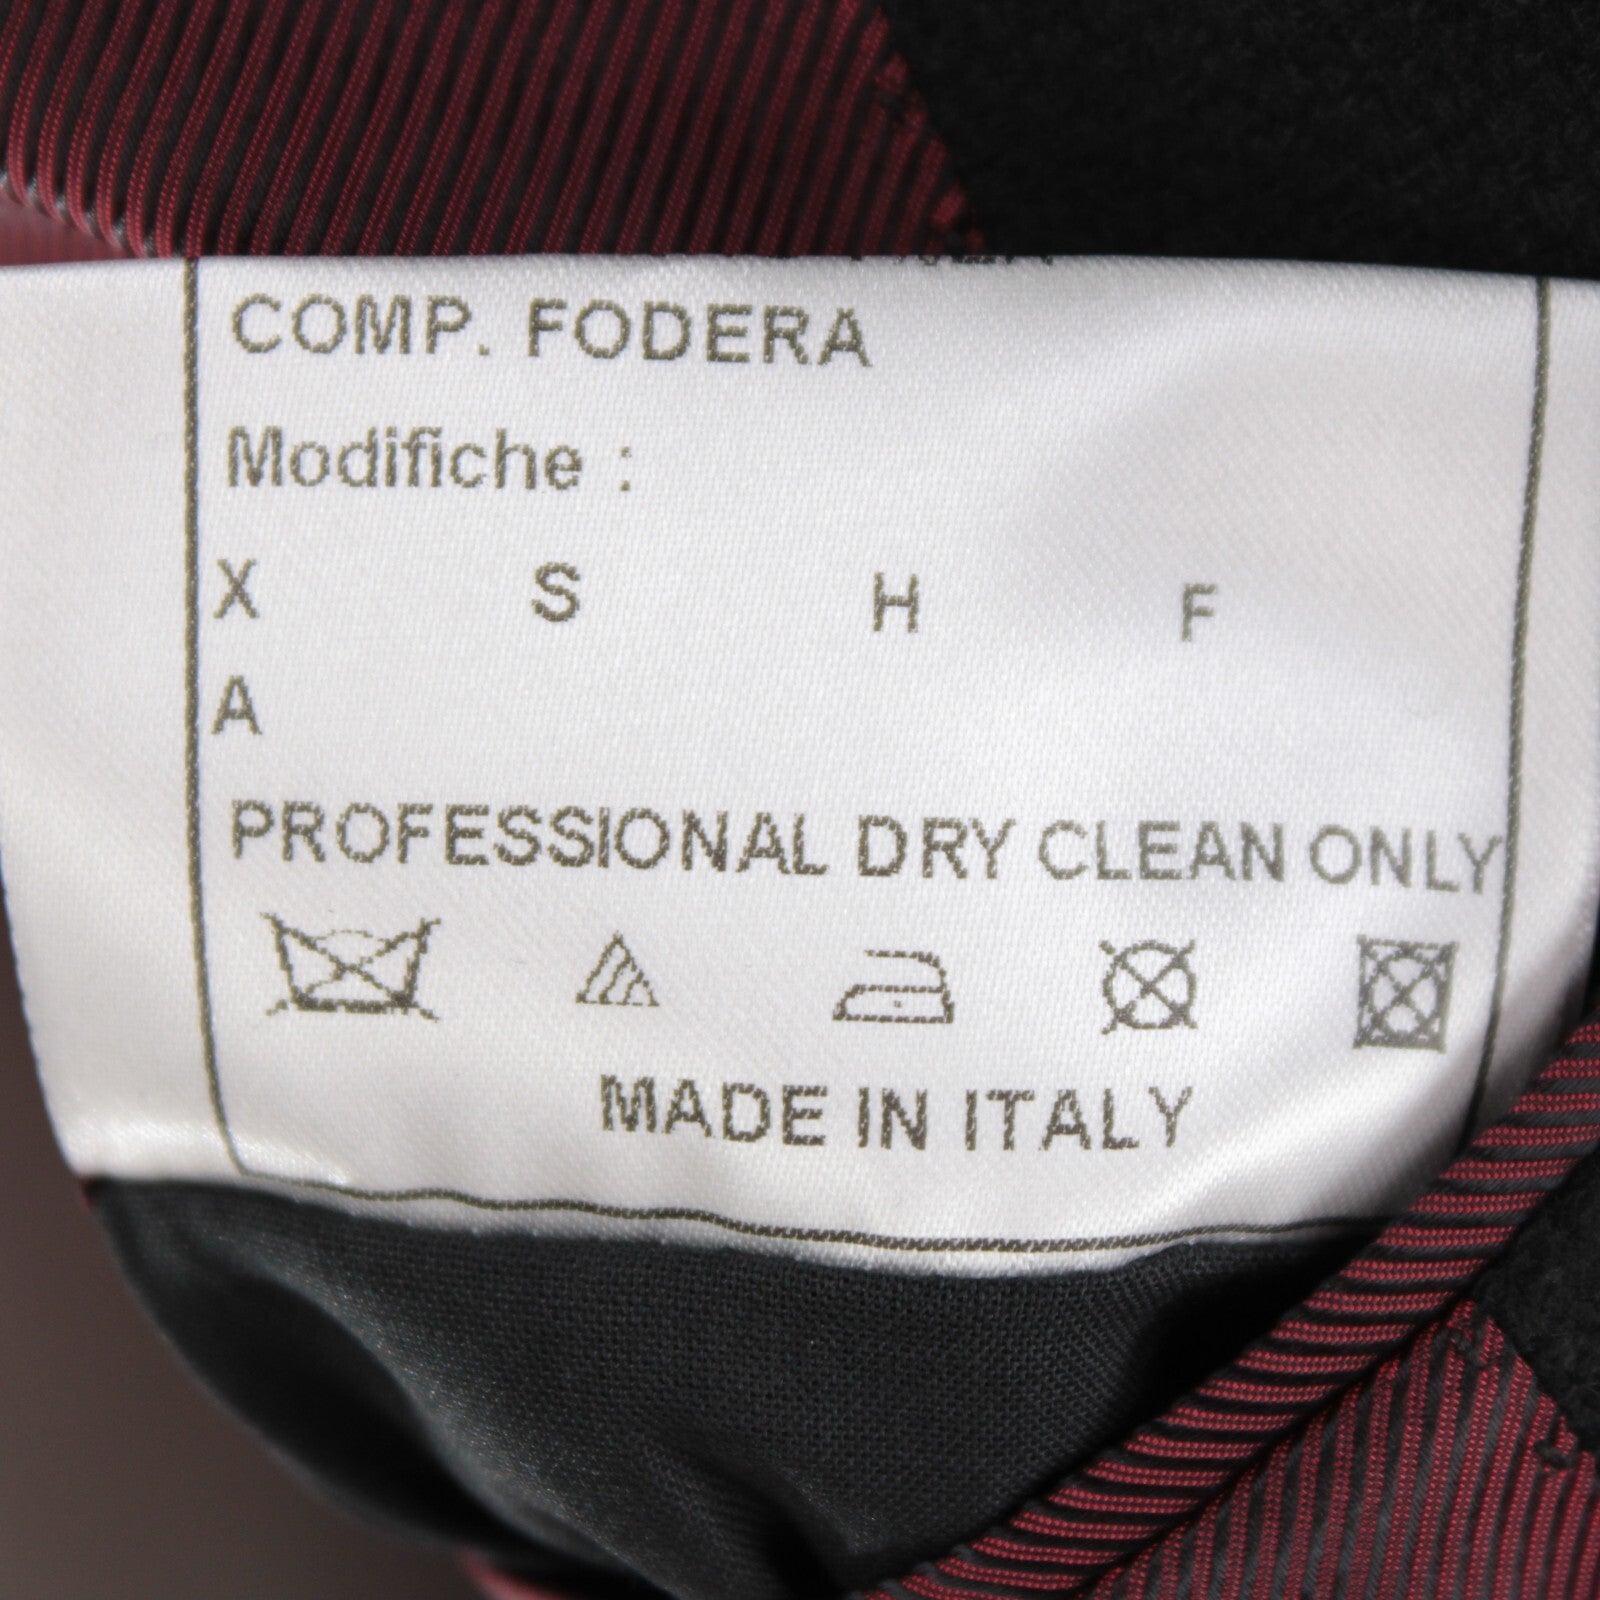 COMP. FODERA
Modifiche :
X S H F
A
PROFESSIONAL DRY CLEAN ONLY
MADE IN ITALY